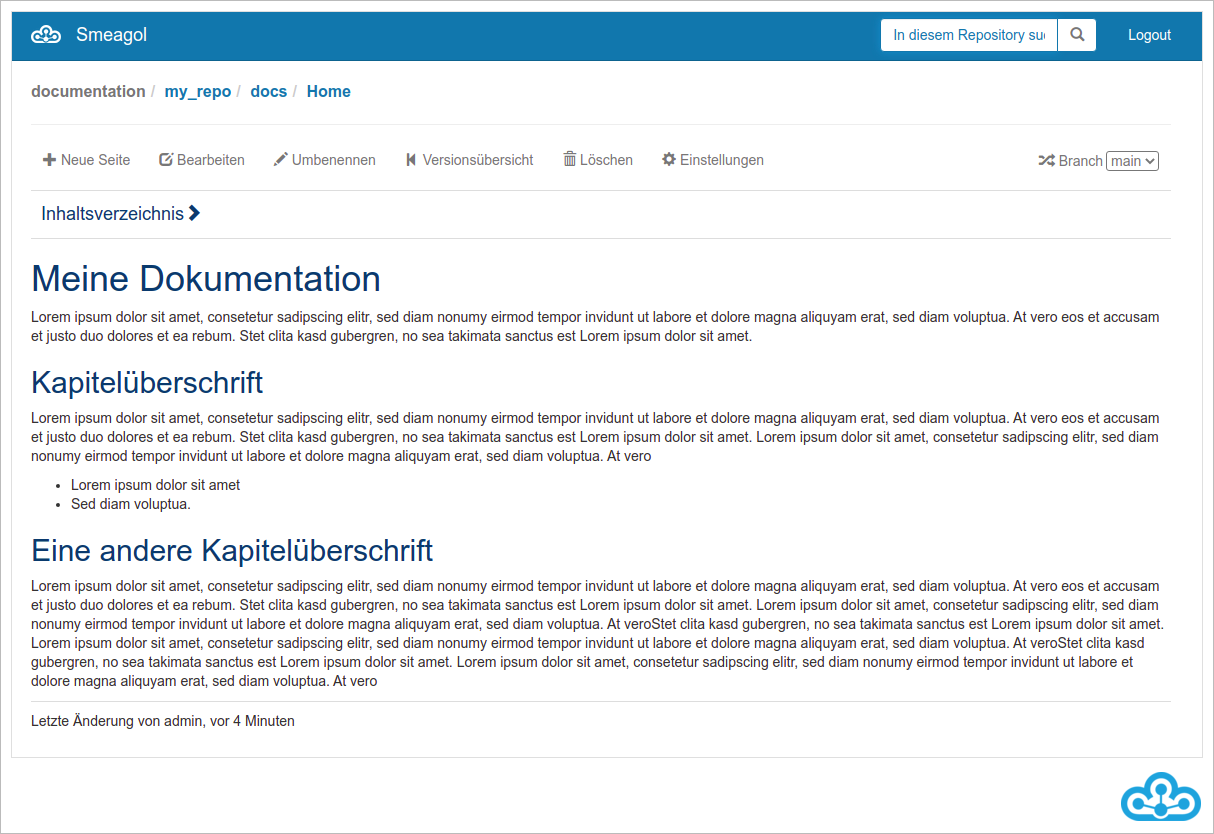 Smeagol In diesem Repository su Logout
documentation / my_repo / docs / Home
Neue Seite Bearbeiten Umbenennen Versionsübersicht Löschen Einstellungen Branch main
Inhaltsverzeichnis
Meine Dokumentation
Lorem ipsum dolor sit amet, consetetur sadipscing elitr, sed diam nonumy eirmod tempor invidunt ut labore et dolore magna aliquyam erat, sed diam voluptua. At vero eos et accusam
et justo duo dolores et ea rebum. Stet clita kasd gubergren, no sea takimata sanctus est Lorem ipsum dolor sit amet.
Kapitelüberschrift
Lorem ipsum dolor sit amet, consetetur sadipscing elitr, sed diam nonumy eirmod tempor invidunt ut labore et dolore magna aliquyam erat, sed diam voluptua. At vero eos et accusam
et justo duo dolores et ea rebum. Stet clita kasd gubergren, no sea takimata sanctus est Lorem ipsum dolor sit amet. Lorem ipsum dolor sit amet, consetetur sadipscing elitr, sed diam
nonumy eirmod tempor invidunt ut labore et dolore magna aliquyam erat, sed diam voluptua. At vero
• Lorem ipsum dolor sit amet
• Sed diam voluptua.
Eine andere Kapitelüberschrift
Lorem ipsum dolor sit amet, consetetur sadipscing elitr, sed diam nonumy eirmod tempor invidunt ut labore et dolore magna aliquyam erat, sed diam voluptua. At vero eos et accusam
et justo duo dolores et ea rebum. Stet clita kasd gubergren, no sea takimata sanctus est Lorem ipsum dolor sit amet. Lorem ipsum dolor sit amet, consetetur sadipscing elitr, sed diam
nonumy eirmod tempor invidunt ut labore et dolore magna aliquyam erat, sed diam voluptua. At veroStet clita kasd gubergren, no sea takimata sanctus est Lorem ipsum dolor sit amet.
Lorem ipsum dolor sit amet, consetetur sadipscing elitr, sed diam nonumy eirmod tempor invidunt ut labore et dolore magna aliquyam erat, sed diam voluptua. At veroStet clita kasd
gubergren, no sea takimata sanctus est Lorem ipsum dolor sit amet. Lorem ipsum dolor sit amet, consetetur sadipscing elitr, sed diam nonumy eirmod tempor invidunt ut labore et
dolore magna aliquyam erat, sed diam voluptua. At vero
Letzte Änderung von admin, vor 4 Minuten